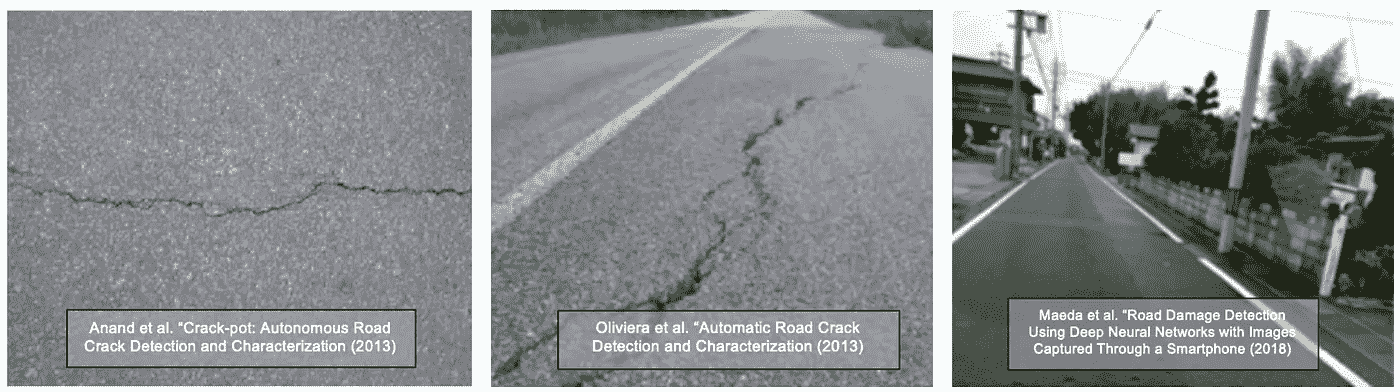 Anand et al. “Crack-pot: Autonomous Road
Crack Detection and Characterization (2013)
Oliviera et al. “Automatic Road Crack
Detection and Characterization (2013)
Maeda et al. “Road Damage Detection
Using Deep Neural Networks with Images
Captured Through a Smartphone (2018)